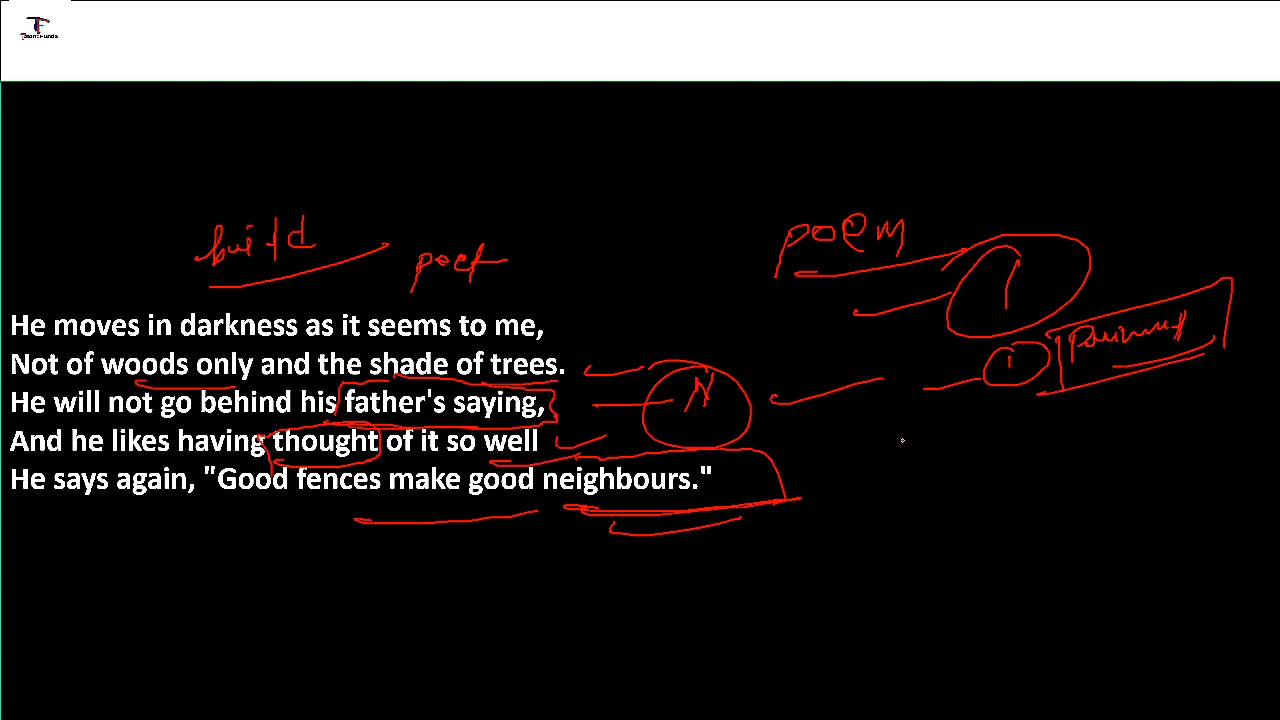 build
poet
poem
He moves in darkness as it seems to me,
Not of woods only and the shade of trees.
He will not go behind his father's saying,
N
And he likes having thought of it so well
He says again, "Good fences make good neighbours."